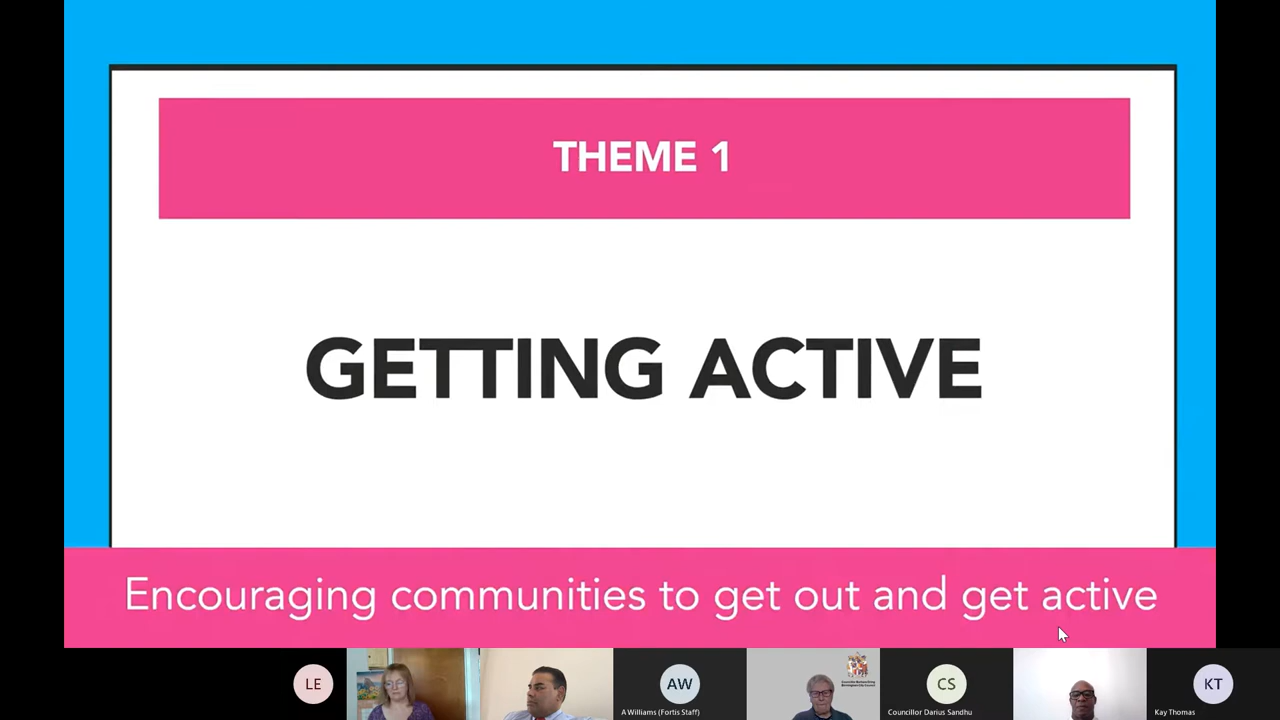 THEME 1
GETTING ACTIVE
Encouraging communities to get out and get active
LE
AW
A Williams (Fortis Staff)
CS
Councillor Darius Sandhu
KT
Kay Thomas